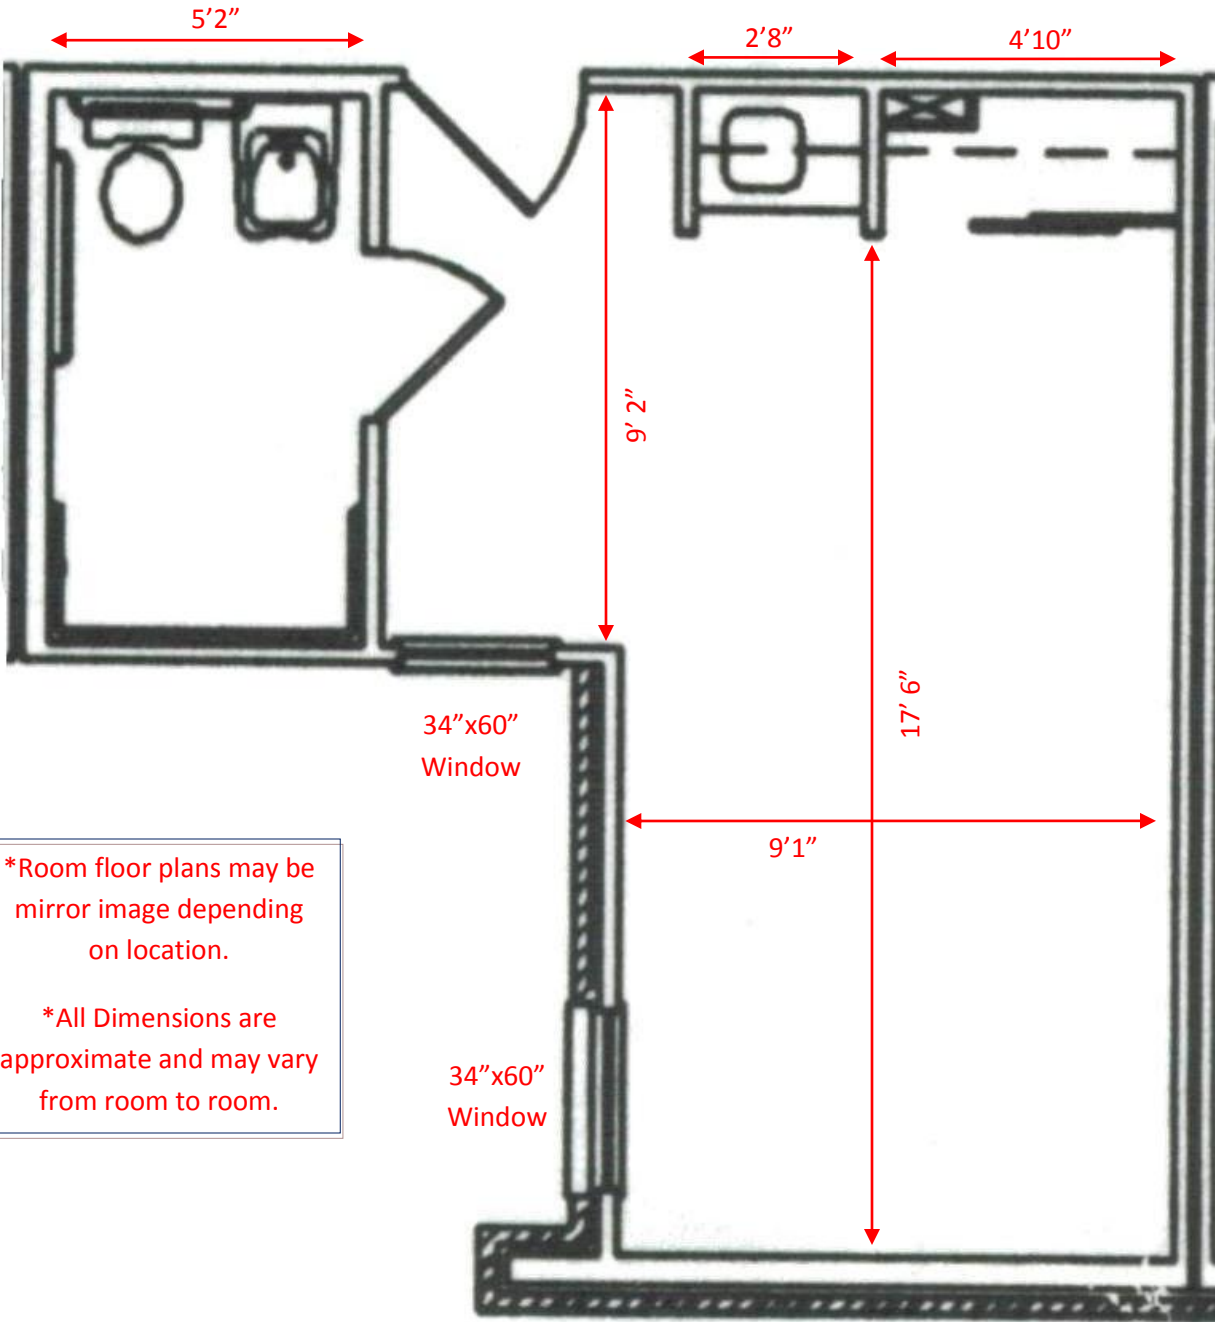 5’2”
2’8”
4’10”
9’ 2”
17’ 6”
34”x60”
Window
9’1”
*Room floor plans may be
mirror image depending
on location.
*All Dimensions are
approximate and may vary
from room to room.
34”x60”
Window